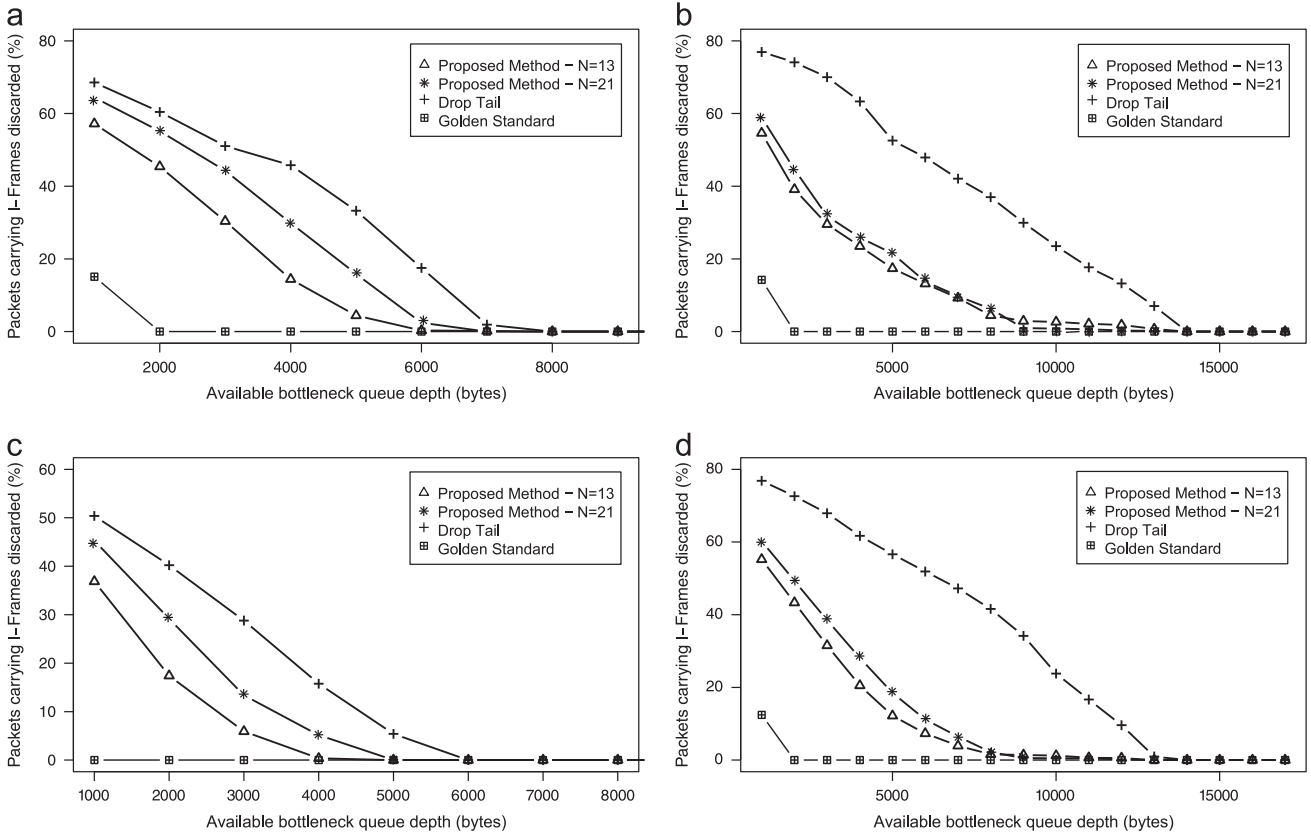 a
Packets carrying I-Frames discarded (%)
80
60
40
20
0
Proposed Method – N=13
Proposed Method – N=21
Drop Tail
Golden Standard
2000 4000 6000 8000
Available bottleneck queue depth (bytes)
b
Packets carrying I-Frames discarded (%)
80
60
40
20
0
Proposed Method – N=13
Proposed Method – N=21
Drop Tail
Golden Standard
5000 10000 15000
Available bottleneck queue depth (bytes)
c
Packets carrying I-Frames discarded (%)
60
50
40
30
20
10
0
Proposed Method – N=13
Proposed Method – N=21
Drop Tail
Golden Standard
1000 2000 3000 4000 5000 6000 7000 8000
Available bottleneck queue depth (bytes)
d
Packets carrying I-Frames discarded (%)
80
60
40
20
0
Proposed Method – N=13
Proposed Method – N=21
Drop Tail
Golden Standard
5000 10000 15000
Available bottleneck queue depth (bytes)